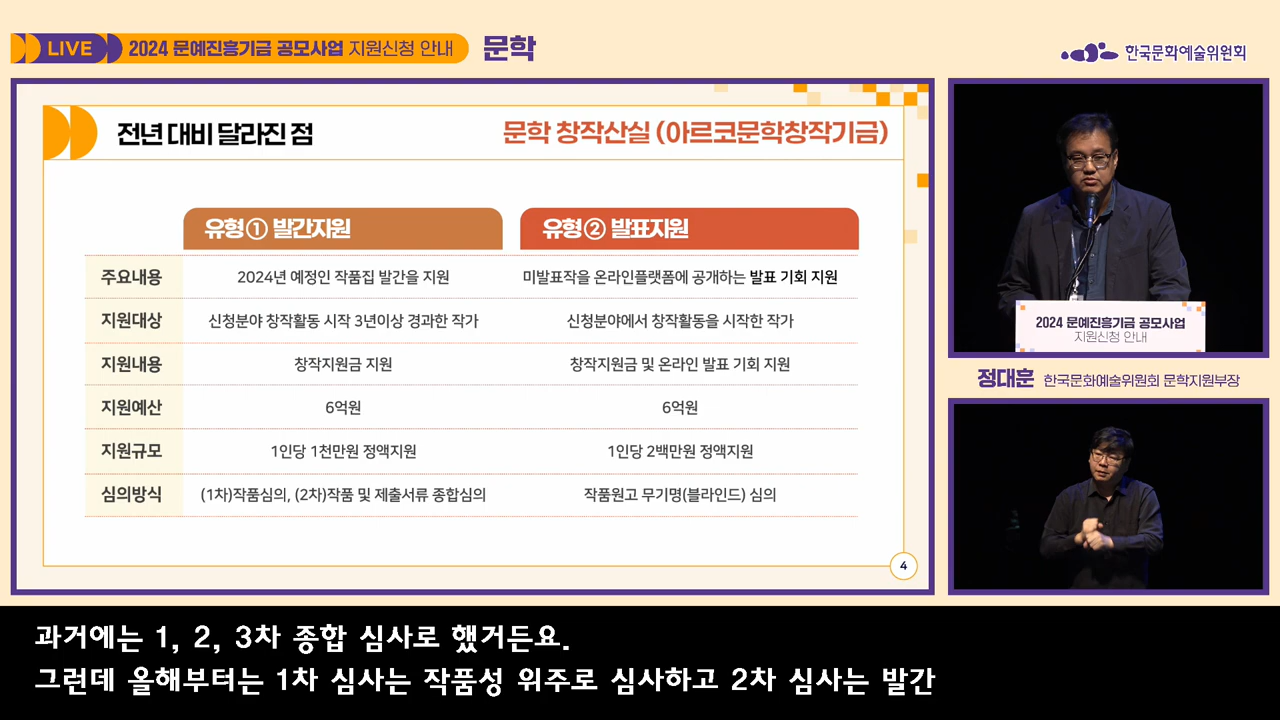 LIVE 2024 문예진흥기금 공모사업 지원신청 안내 문학
한국문화예술위원회
전년 대비 달라진 점
문학 창작산실 (아르코문학창작기금)
유형① 발간지원
유형② 발표지원
주요내용 2024년 예정인 작품집 발간을 지원 미발표작을 온라인플랫폼에 공개하는 발표 기회 지원
지원대상 신청분야 창작활동 시작 3년이상 경과한 작가 신청분야에서 창작활동을 시작한 작가
지원내용 창작지원금 지원 창작지원금 및 온라인 발표 기회 지원
지원예산 6억원 6억원
지원규모 1인당 1천만원 정액지원 1인당 2백만원 정액지원
심의방식 (1차)작품심의, (2차)작품 및 제출서류 종합심의 작품원고 무기명(블라인드) 심의
4
2024 문예진흥기금 공모사업
지원신청 안내
정대훈 한국문화예술위원회 문학지원부장
과거에는 1, 2, 3차 종합 심사로 했거든요.
그런데 올해부터는 1차 심사는 작품성 위주로 심사하고 2차 심사는 발간